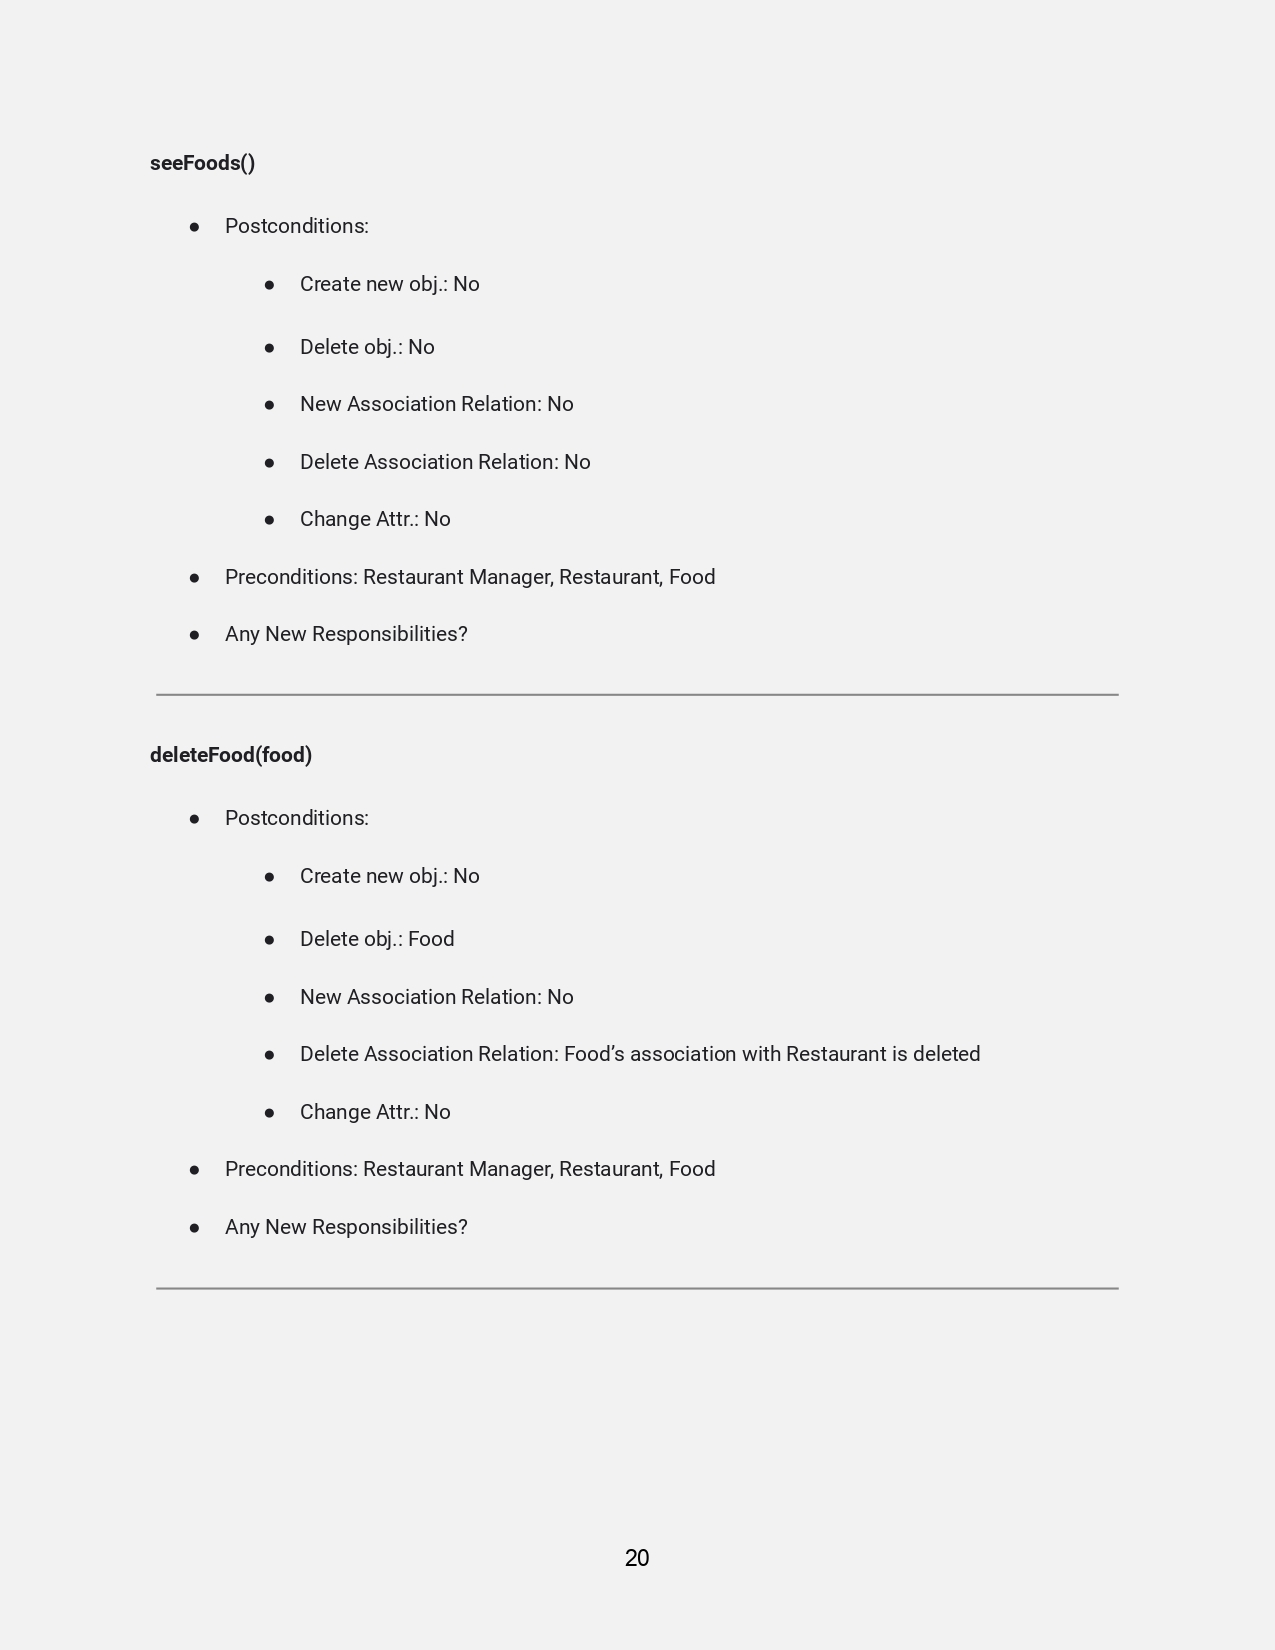 seeFoods()
● Postconditions:
● Create new obj.: No
● Delete obj.: No
● New Association Relation: No
● Delete Association Relation: No
● Change Attr.: No
● Preconditions: Restaurant Manager, Restaurant, Food
● Any New Responsibilities?
deleteFood(food)
● Postconditions:
● Create new obj.: No
● Delete obj.: Food
● New Association Relation: No
● Delete Association Relation: Food’s association with Restaurant is deleted
● Change Attr.: No
● Preconditions: Restaurant Manager, Restaurant, Food
● Any New Responsibilities?
20